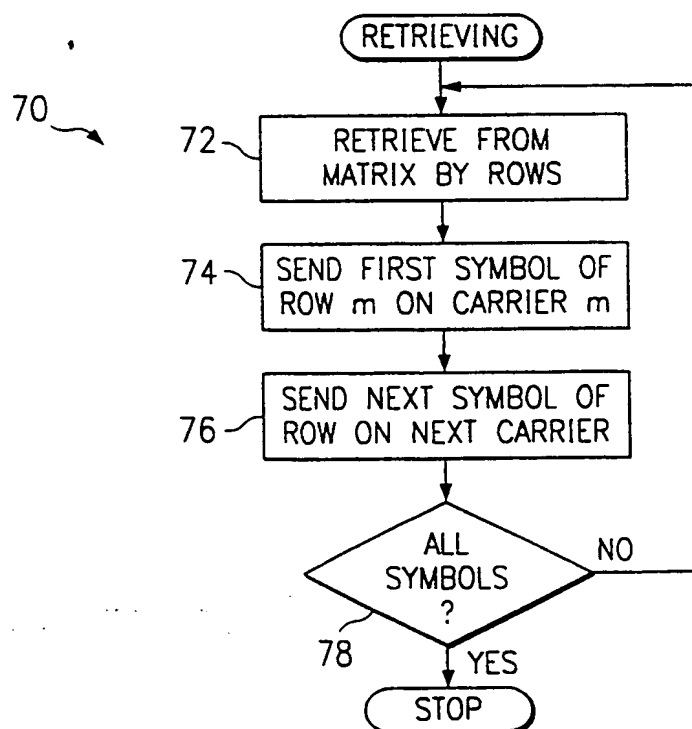 RETRIEVING
70
72
RETRIEVE FROM
MATRIX BY ROWS
74
SEND FIRST SYMBOL OF
ROW m ON CARRIER m
76
SEND NEXT SYMBOL OF
ROW ON NEXT CARRIER
ALL
SYMBOLS
?
NO
78
YES
STOP